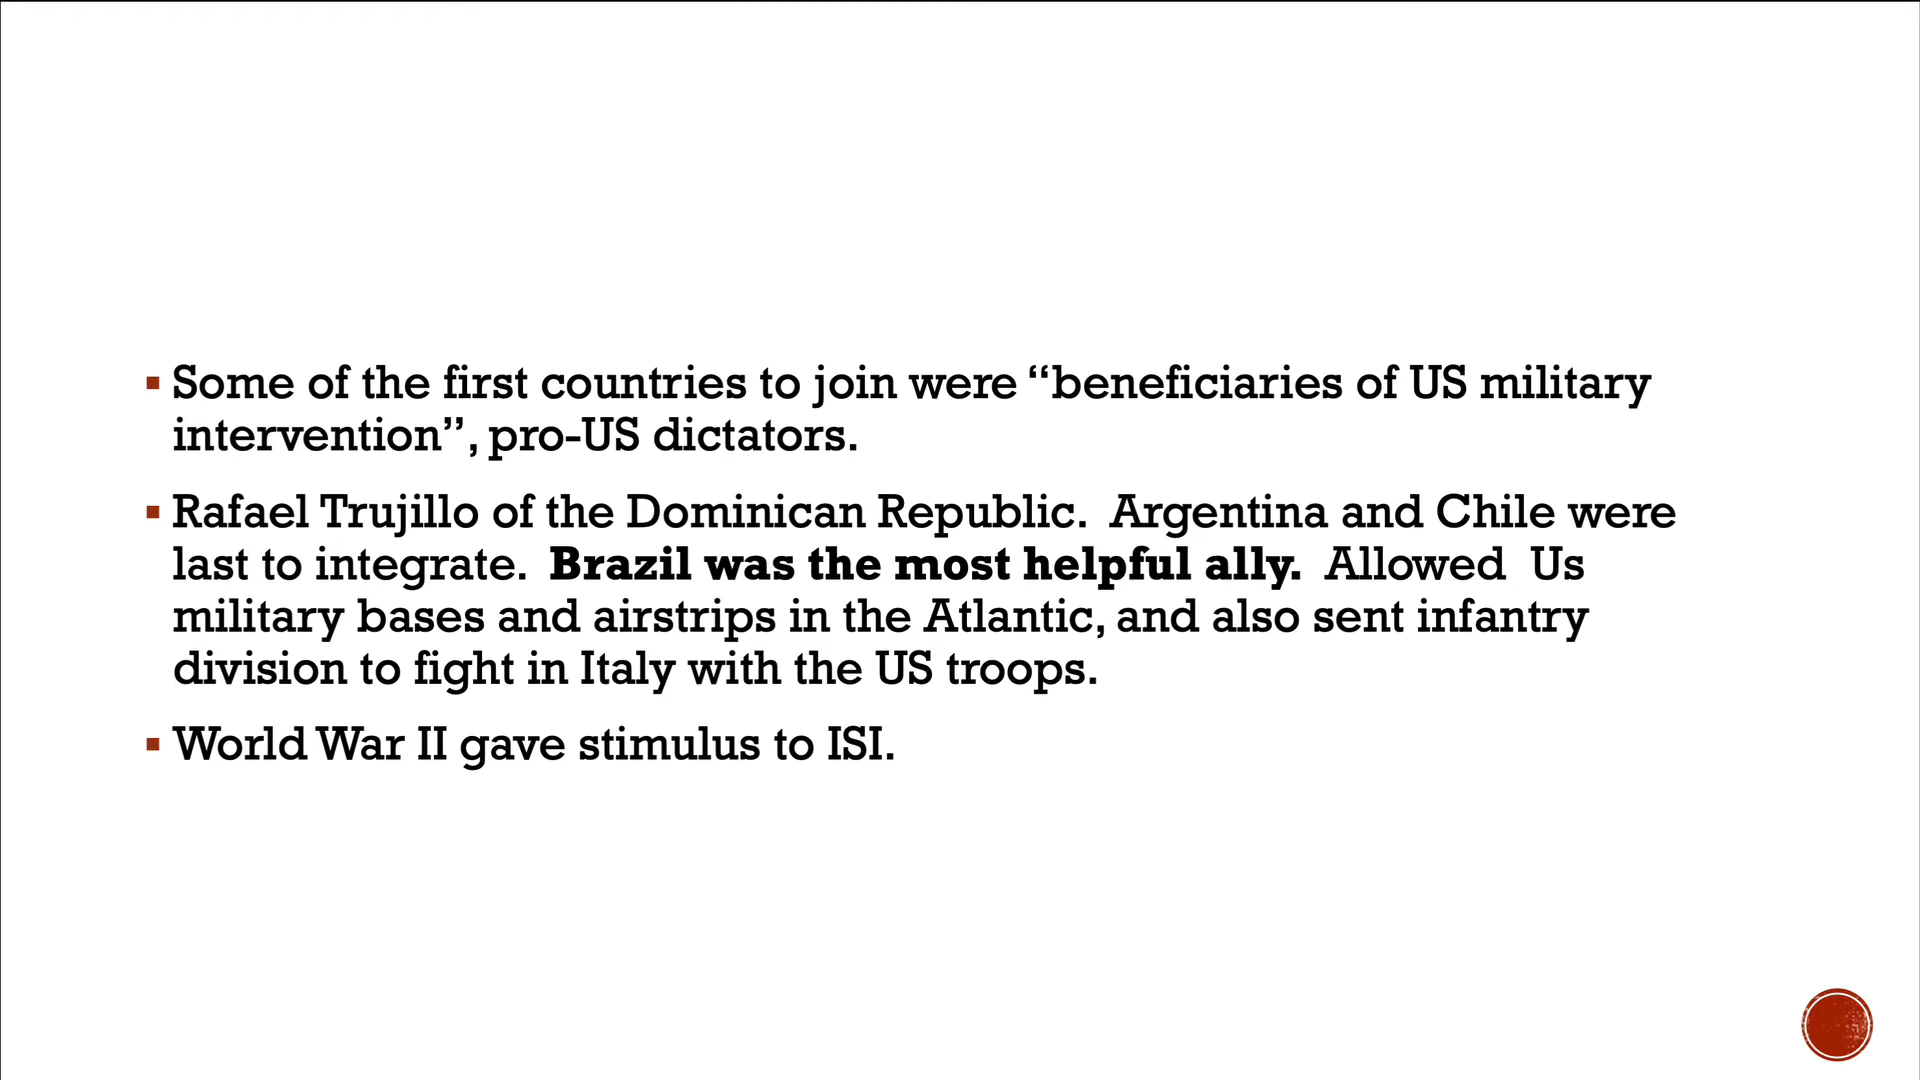 ▪ Some of the first countries to join were “beneficiaries of US military
intervention”, pro-US dictators.
▪ Rafael Trujillo of the Dominican Republic.  Argentina and Chile were
last to integrate.  Brazil was the most helpful ally.  Allowed  Us
military bases and airstrips in the Atlantic, and also sent infantry
division to fight in Italy with the US troops.
▪ World War II gave stimulus to ISI.